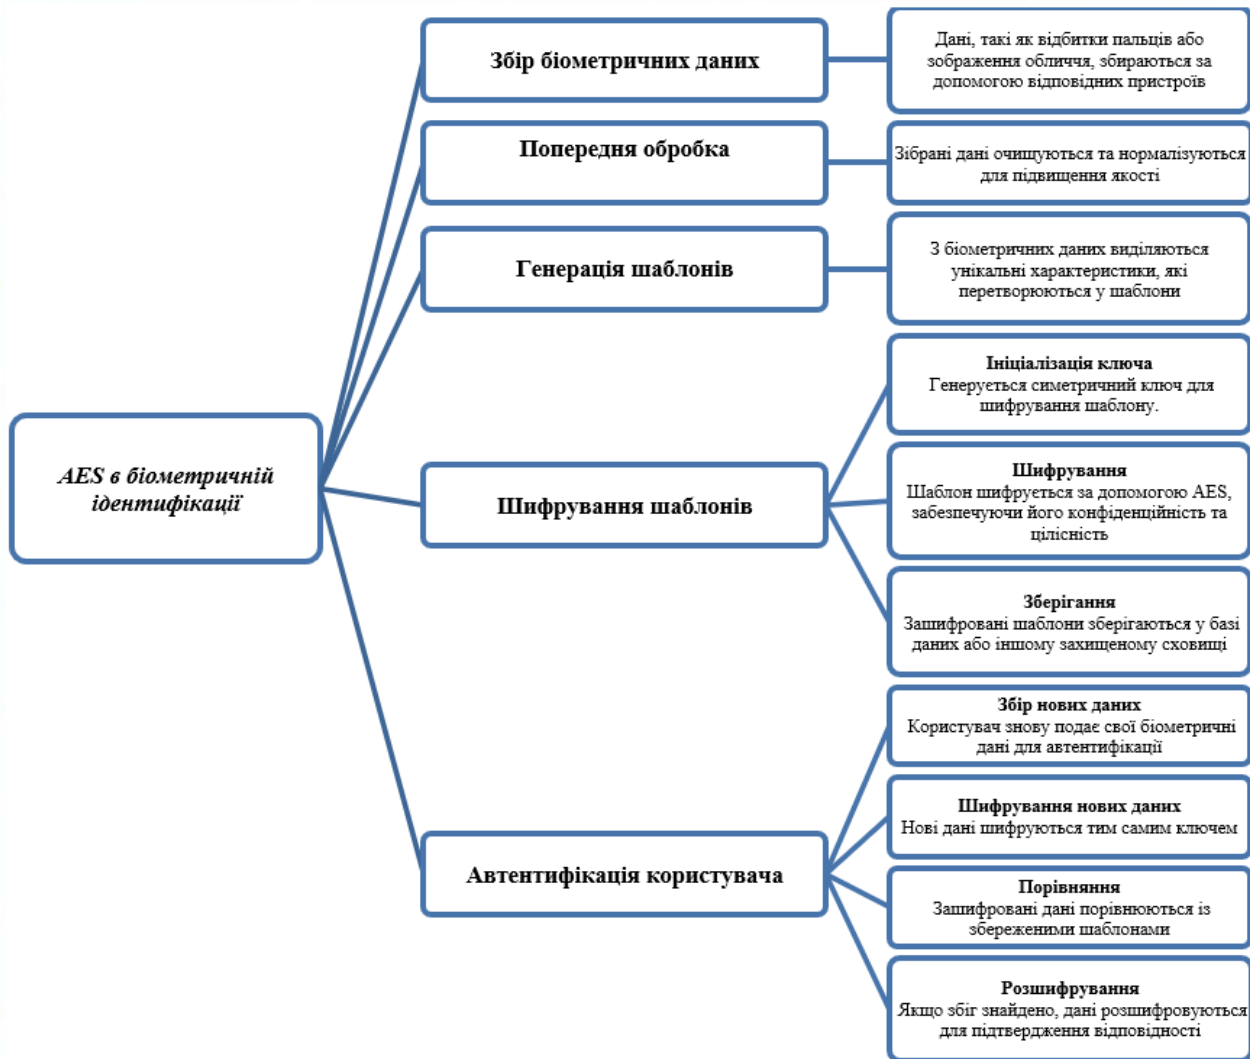 AES в біометричній
ідентифікації
Збір біометричних даних
Дані, такі як відбитки пальців або
зображення обличчя, збираються за
допомогою відповідних пристроїв
Попередня обробка
Зібрані дані очищуються та нормалізуються
для підвищення якості
Генерація шаблонів
З біометричних даних виділяються
унікальні характеристики, які
перетворюються у шаблони
Шифрування шаблонів
Ініціалізація ключа
Генерується симетричний ключ для
шифрування шаблону.
Шифрування
Шаблон шифрується за допомогою AES,
забезпечуючи його конфіденційність та
цілісність
Зберігання
Зашифровані шаблони зберігаються у базі
даних або іншому захищеному сховищі
Автентифікація користувача
Збір нових даних
Користувач знову подає свої біометричні
дані для автентифікації
Шифрування нових даних
Нові дані шифруються тим самим ключем
Порівняння
Зашифровані дані порівнюються із
збереженими шаблонами
Розшифрування
Якщо збіг знайдено, дані розшифровуються
для підтвердження відповідності